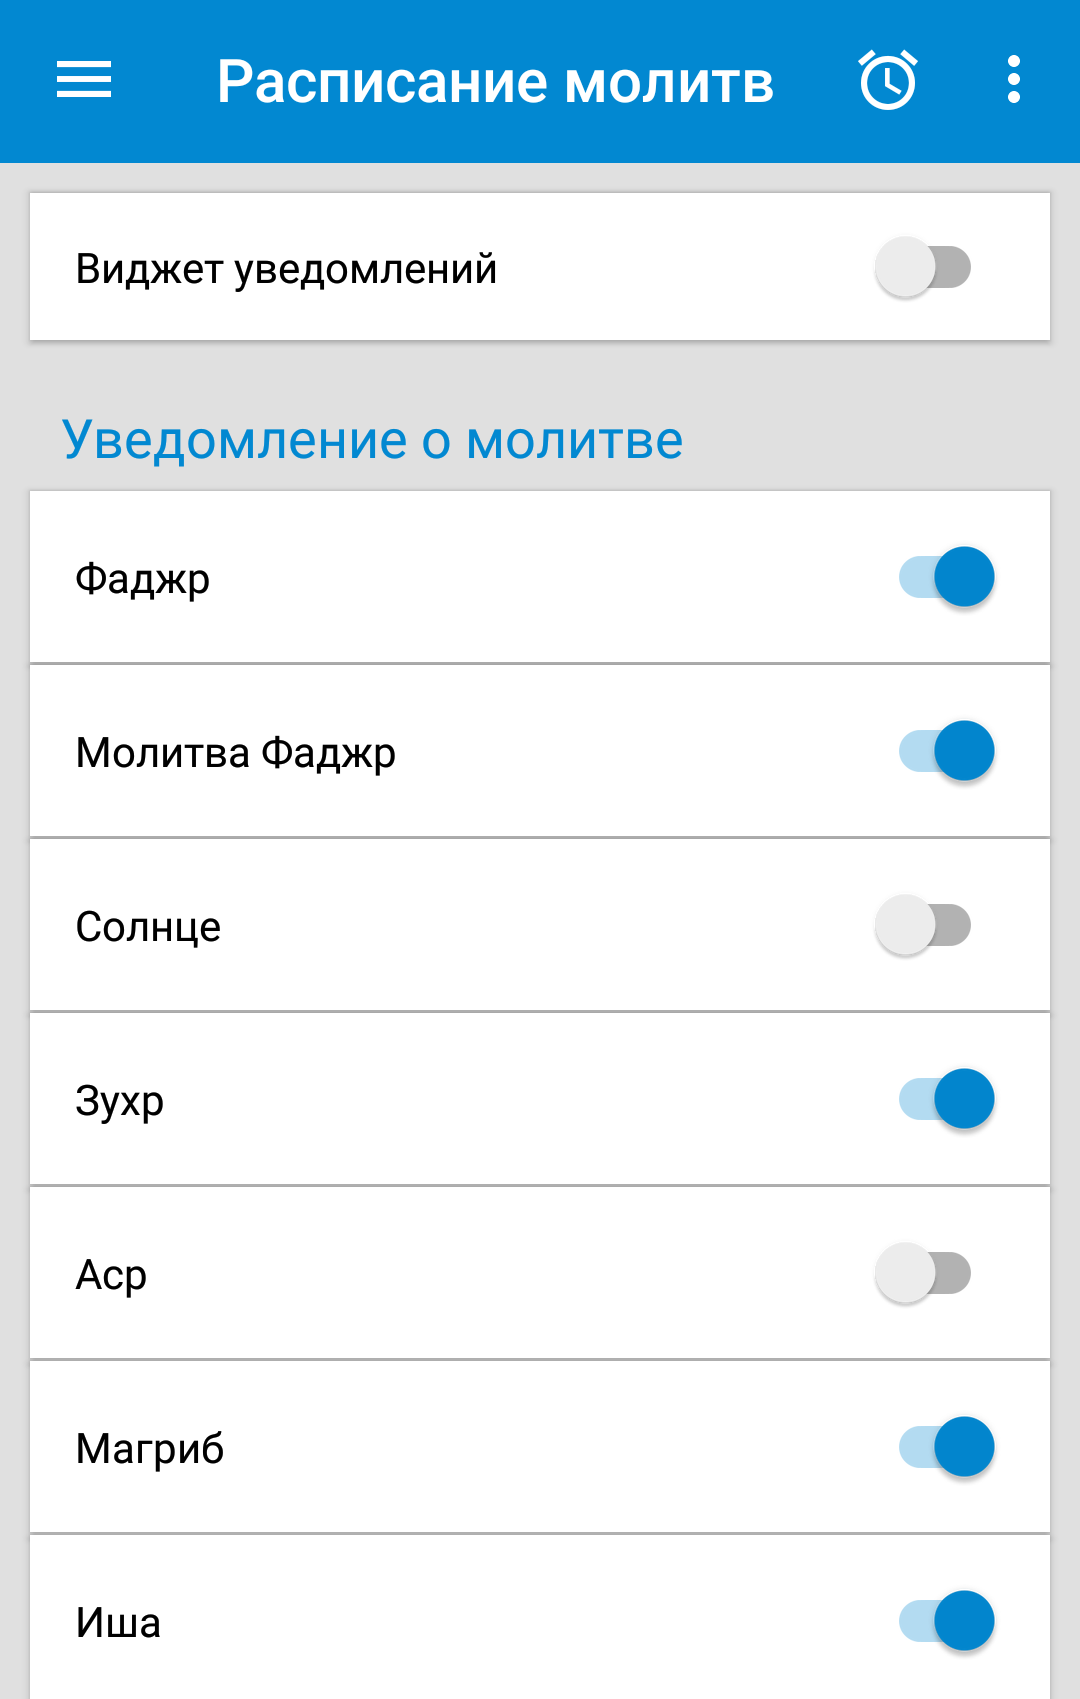 Расписание молитв
Виджет уведомлений
Уведомление о молитве
Фаджр
Молитва Фаджр
Солнце
Зухр
Аср
Магриб
Иша